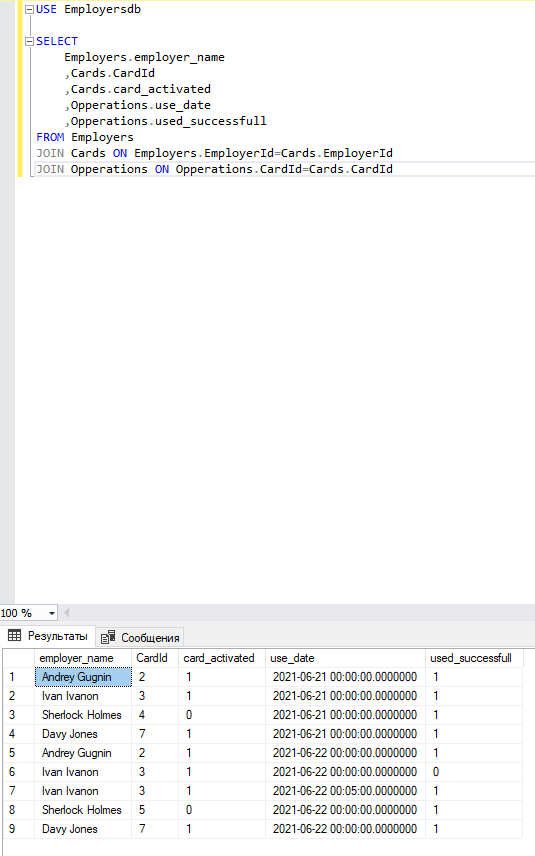 USE Employersdb
SELECT
Employers.employer_name
,Cards.CardId
,Cards.card_activated
,Opperations.use_date
,Opperations.used_successfull
FROM Employers
JOIN Cards ON Employers.EmployerId=Cards.EmployerId
JOIN Opperations ON Opperations.CardId=Cards.CardId
100 %
Результаты Сообщения
employer_name CardId card_activated use_date used_successfull
1 Andrey Gugnin 2 1 2021-06-21 00:00:00.0000000 1
2 Ivan Ivanon 3 1 2021-06-21 00:00:00.0000000 1
3 Sherlock Holmes 4 0 2021-06-21 00:00:00.0000000 1
4 Davy Jones 7 1 2021-06-21 00:00:00.0000000 1
5 Andrey Gugnin 2 1 2021-06-22 00:00:00.0000000 1
6 Ivan Ivanon 3 1 2021-06-22 00:00:00.0000000 0
7 Ivan Ivanon 3 1 2021-06-22 00:05:00.0000000 1
8 Sherlock Holmes 5 0 2021-06-22 00:00:00.0000000 1
9 Davy Jones 7 1 2021-06-22 00:00:00.0000000 1